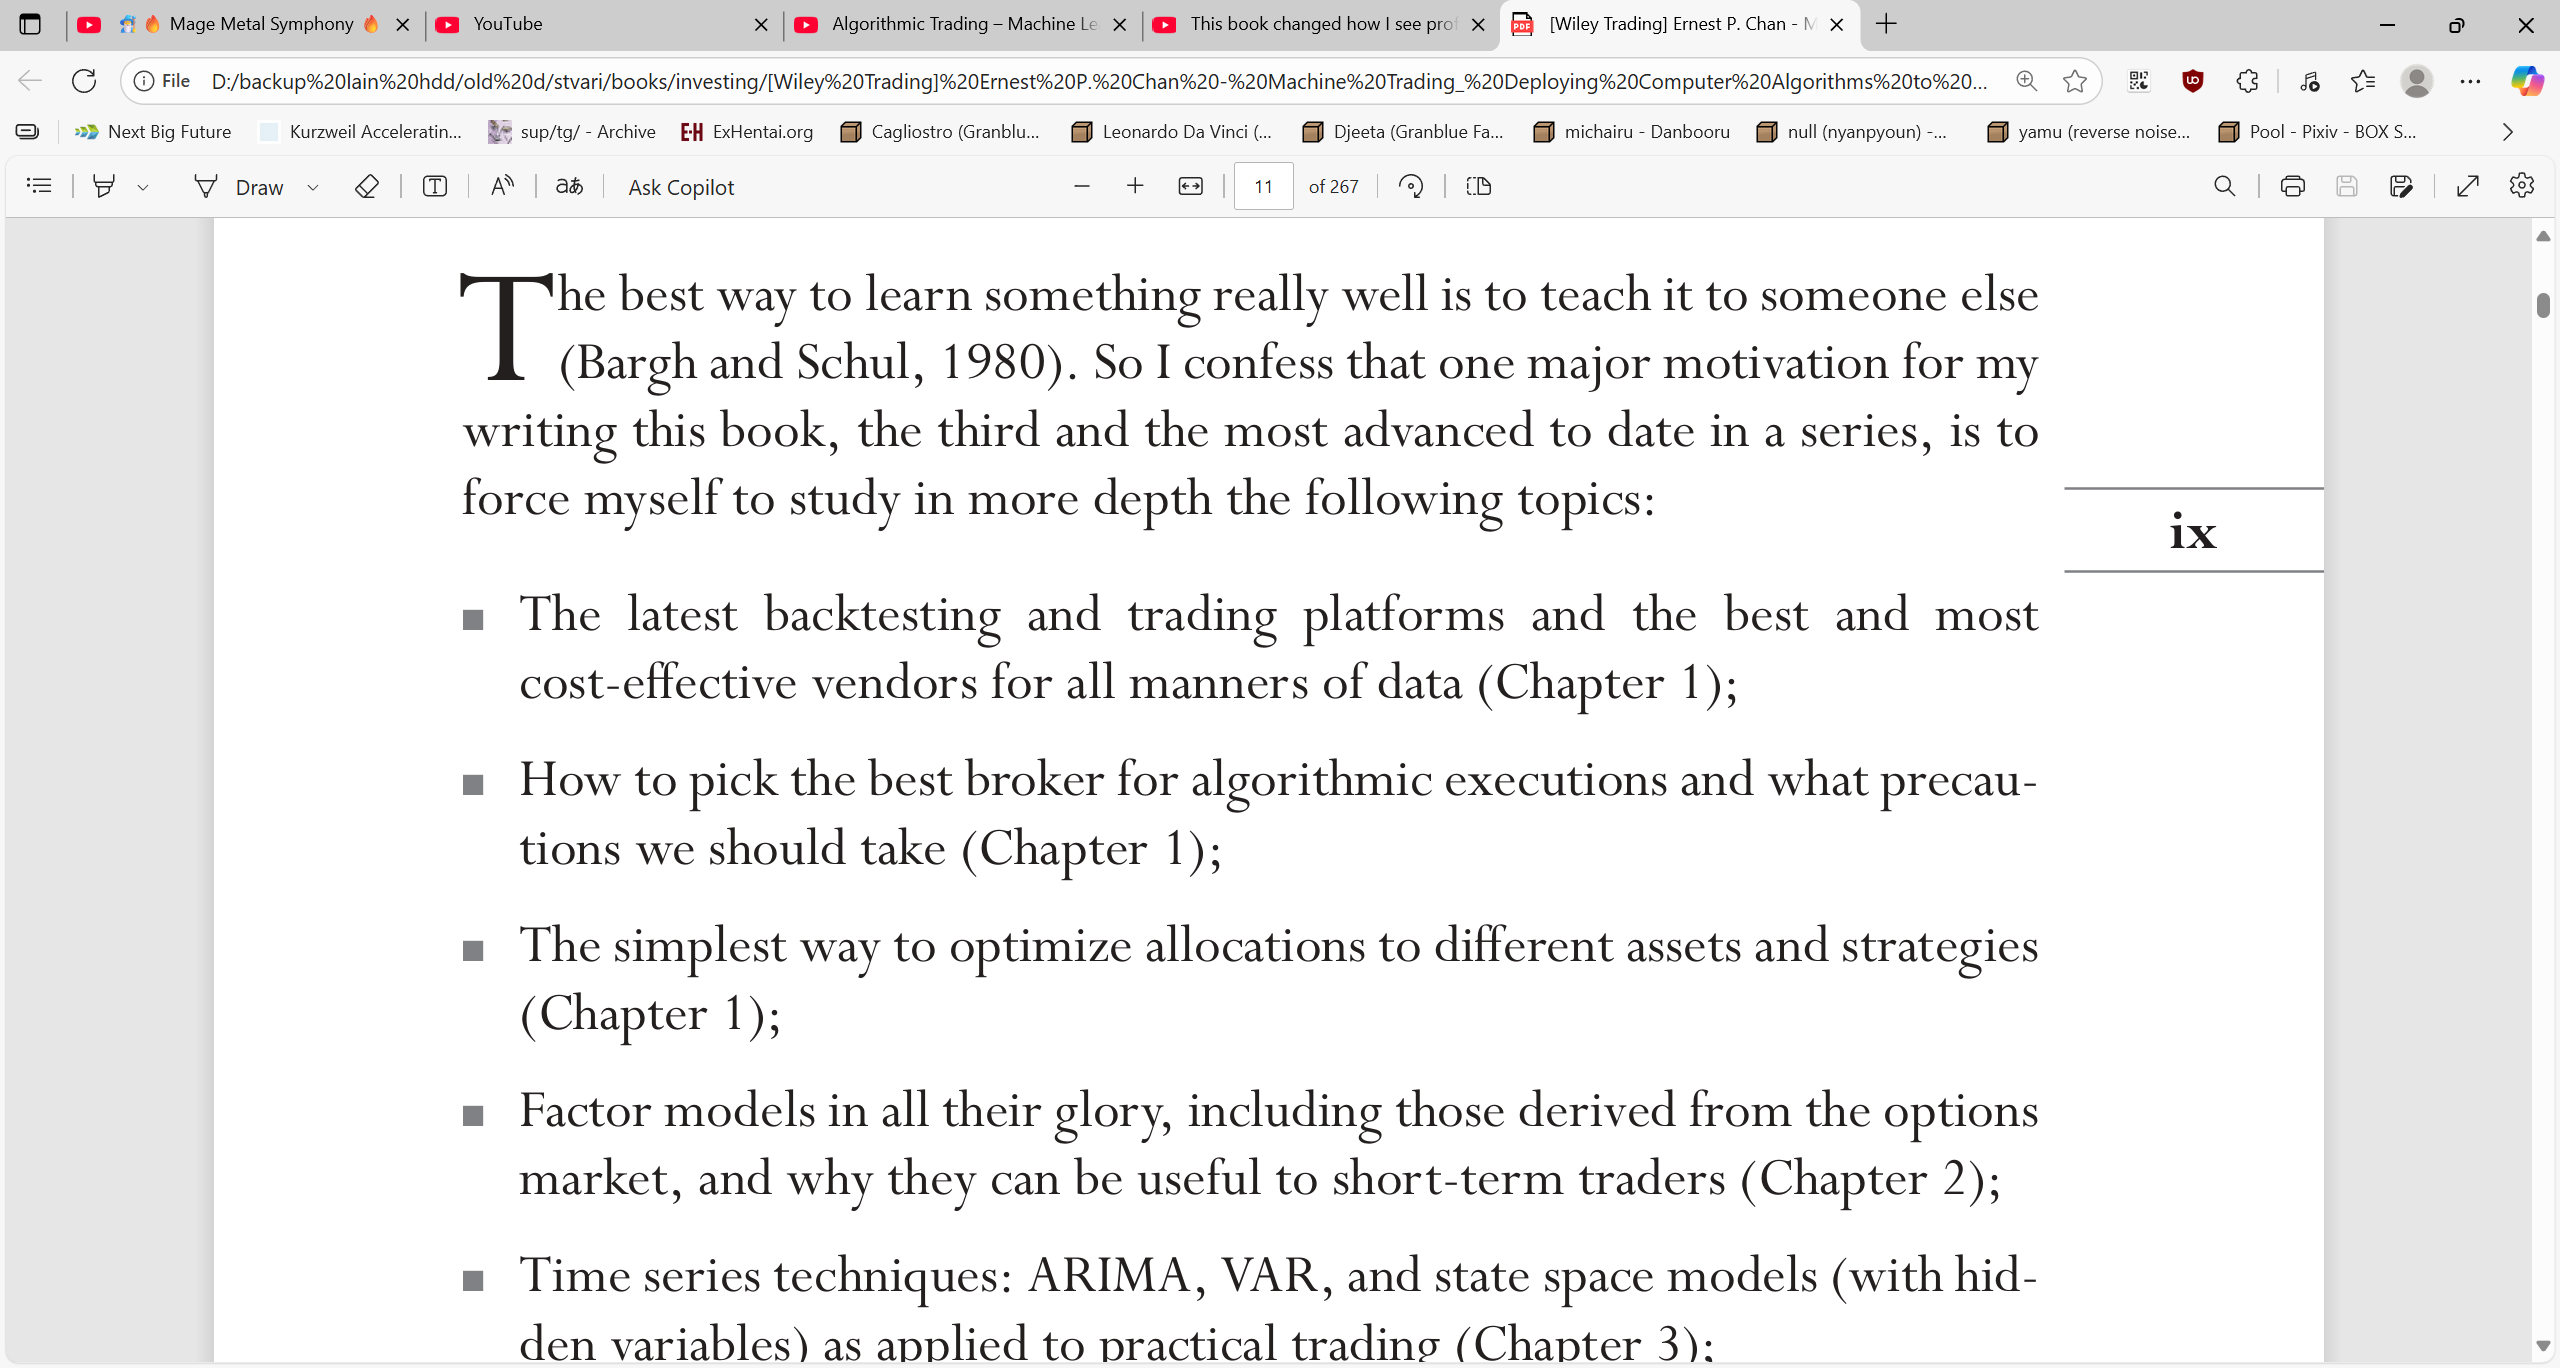 Mage Metal Symphony
YouTube
Algorithmic Trading – Machine Le
This book changed how I see prof
[Wiley Trading] Ernest P. Chan - M
File
D:/backup%20lain%20hdd/old%20d/stvari/books/investing/[Wiley%20Trading]%20Ernest%20P.%20Chan%20-%20Machine%20Trading_%20Deploying%20Computer%20Algorithms%20to%20...
Next Big Future
Kurzweil Acceleratin...
sup/tg/ - Archive
E-H
ExHentai.org
Cagliostro (Granblu...
Leonardo Da Vinci (...
Djeeta (Granblue Fa...
michairu - Danbooru
null (nyanpyoun) -...
yamu (reverse noise...
Pool - Pixiv - BOX S...
Draw
Ask Copilot
11
of 267
The best way to learn something really well is to teach it to someone else
(Bargh and Schul, 1980). So I confess that one major motivation for my
writing this book, the third and the most advanced to date in a series, is to
force myself to study in more depth the following topics:
ix
■ The latest backtesting and trading platforms and the best and most
cost-effective vendors for all manners of data (Chapter 1);
■ How to pick the best broker for algorithmic executions and what precau-
tions we should take (Chapter 1);
■ The simplest way to optimize allocations to different assets and strategies
(Chapter 1);
■ Factor models in all their glory, including those derived from the options
market, and why they can be useful to short-term traders (Chapter 2);
■ Time series techniques: ARIMA, VAR, and state space models (with hid-
den variables) as applied to practical trading (Chapter 3);